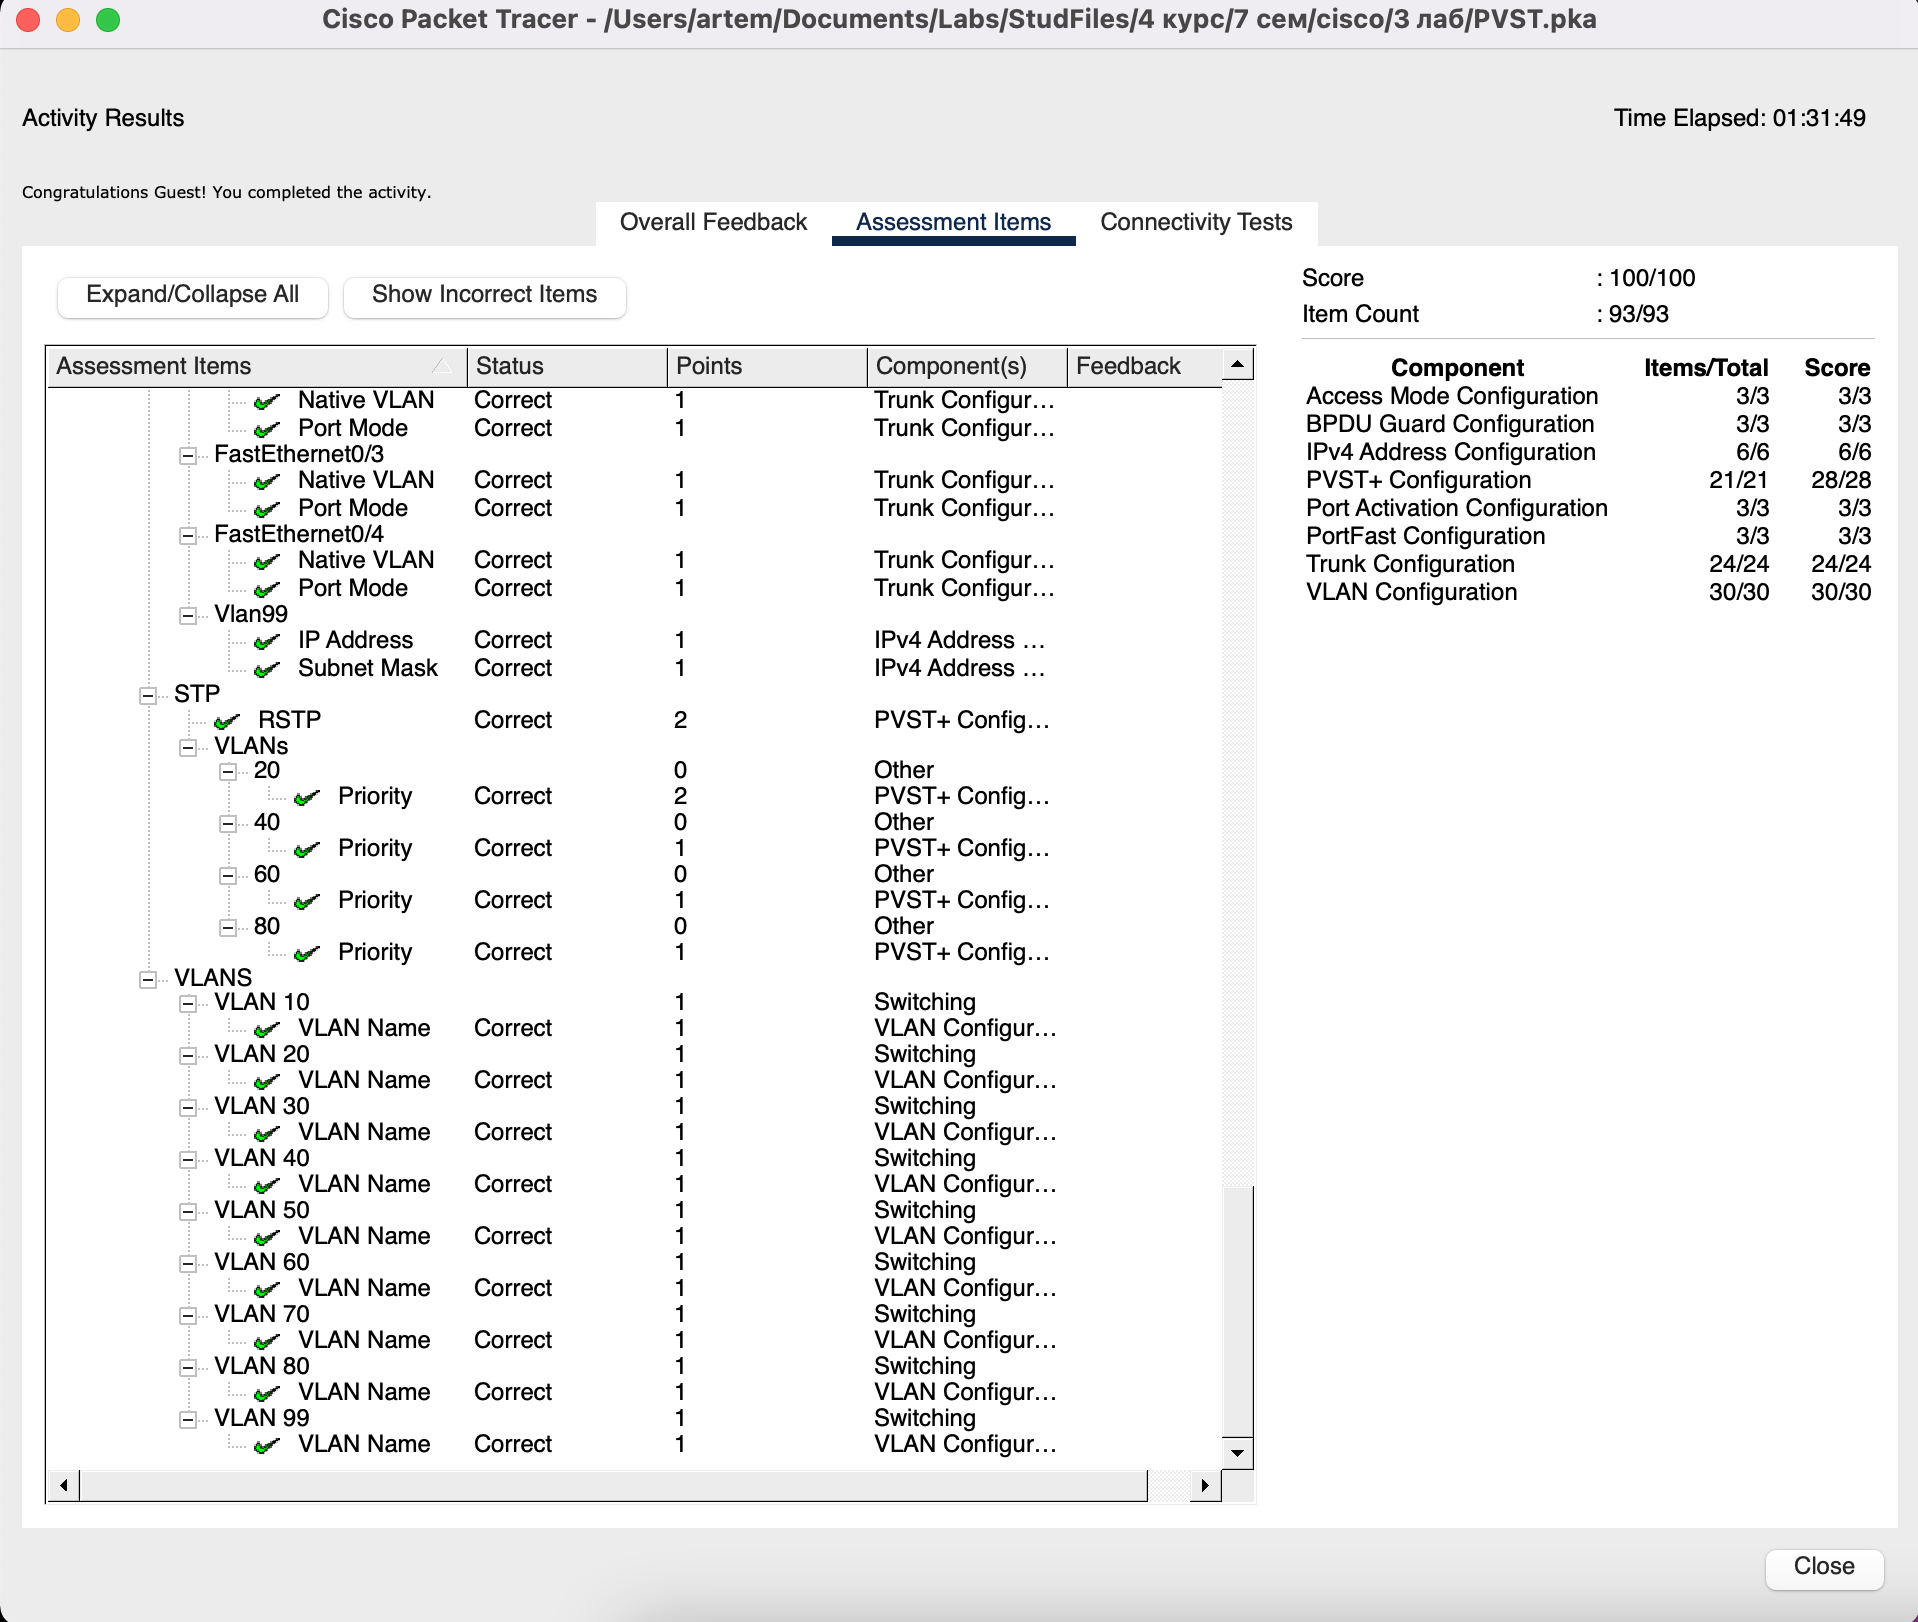 Cisco Packet Tracer - /Users/artem/Documents/Labs/StudFiles/4 курс/7 сем/cisco/3 лаб/PVST.pka
Activity Results
Time Elapsed: 01:31:49
Congratulations Guest! You completed the activity.
Overall Feedback Assessment Items Connectivity Tests
Expand/Collapse All Show Incorrect Items
Assessment Items Status Points Component(s) Feedback
Native VLAN Correct 1 Trunk Configur...
Port Mode Correct 1 Trunk Configur...
FastEthernet0/3
Native VLAN Correct 1 Trunk Configur...
Port Mode Correct 1 Trunk Configur...
FastEthernet0/4
Native VLAN Correct 1 Trunk Configur...
Port Mode Correct 1 Trunk Configur...
Vlan99
IP Address Correct 1 IPv4 Address ...
Subnet Mask Correct 1 IPv4 Address ...
STP
RSTP Correct 2 PVST+ Config...
VLANs
20 0 Other
Priority Correct 2 PVST+ Config...
40 0 Other
Priority Correct 1 PVST+ Config...
60 0 Other
Priority Correct 1 PVST+ Config...
80 0 Other
Priority Correct 1 PVST+ Config...
VLANS
VLAN 10 1 Switching
VLAN Name Correct 1 VLAN Configur...
VLAN 20 1 Switching
VLAN Name Correct 1 VLAN Configur...
VLAN 30 1 Switching
VLAN Name Correct 1 VLAN Configur...
VLAN 40 1 Switching
VLAN Name Correct 1 VLAN Configur...
VLAN 50 1 Switching
VLAN Name Correct 1 VLAN Configur...
VLAN 60 1 Switching
VLAN Name Correct 1 VLAN Configur...
VLAN 70 1 Switching
VLAN Name Correct 1 VLAN Configur...
VLAN 80 1 Switching
VLAN Name Correct 1 VLAN Configur...
VLAN 99 1 Switching
VLAN Name Correct 1 VLAN Configur...
Score : 100/100
Item Count : 93/93
Component Items/Total Score
Access Mode Configuration 3/3 3/3
BPDU Guard Configuration 3/3 3/3
IPv4 Address Configuration 6/6 6/6
PVST+ Configuration 21/21 28/28
Port Activation Configuration 3/3 3/3
PortFast Configuration 3/3 3/3
Trunk Configuration 24/24 24/24
VLAN Configuration 30/30 30/30
Close